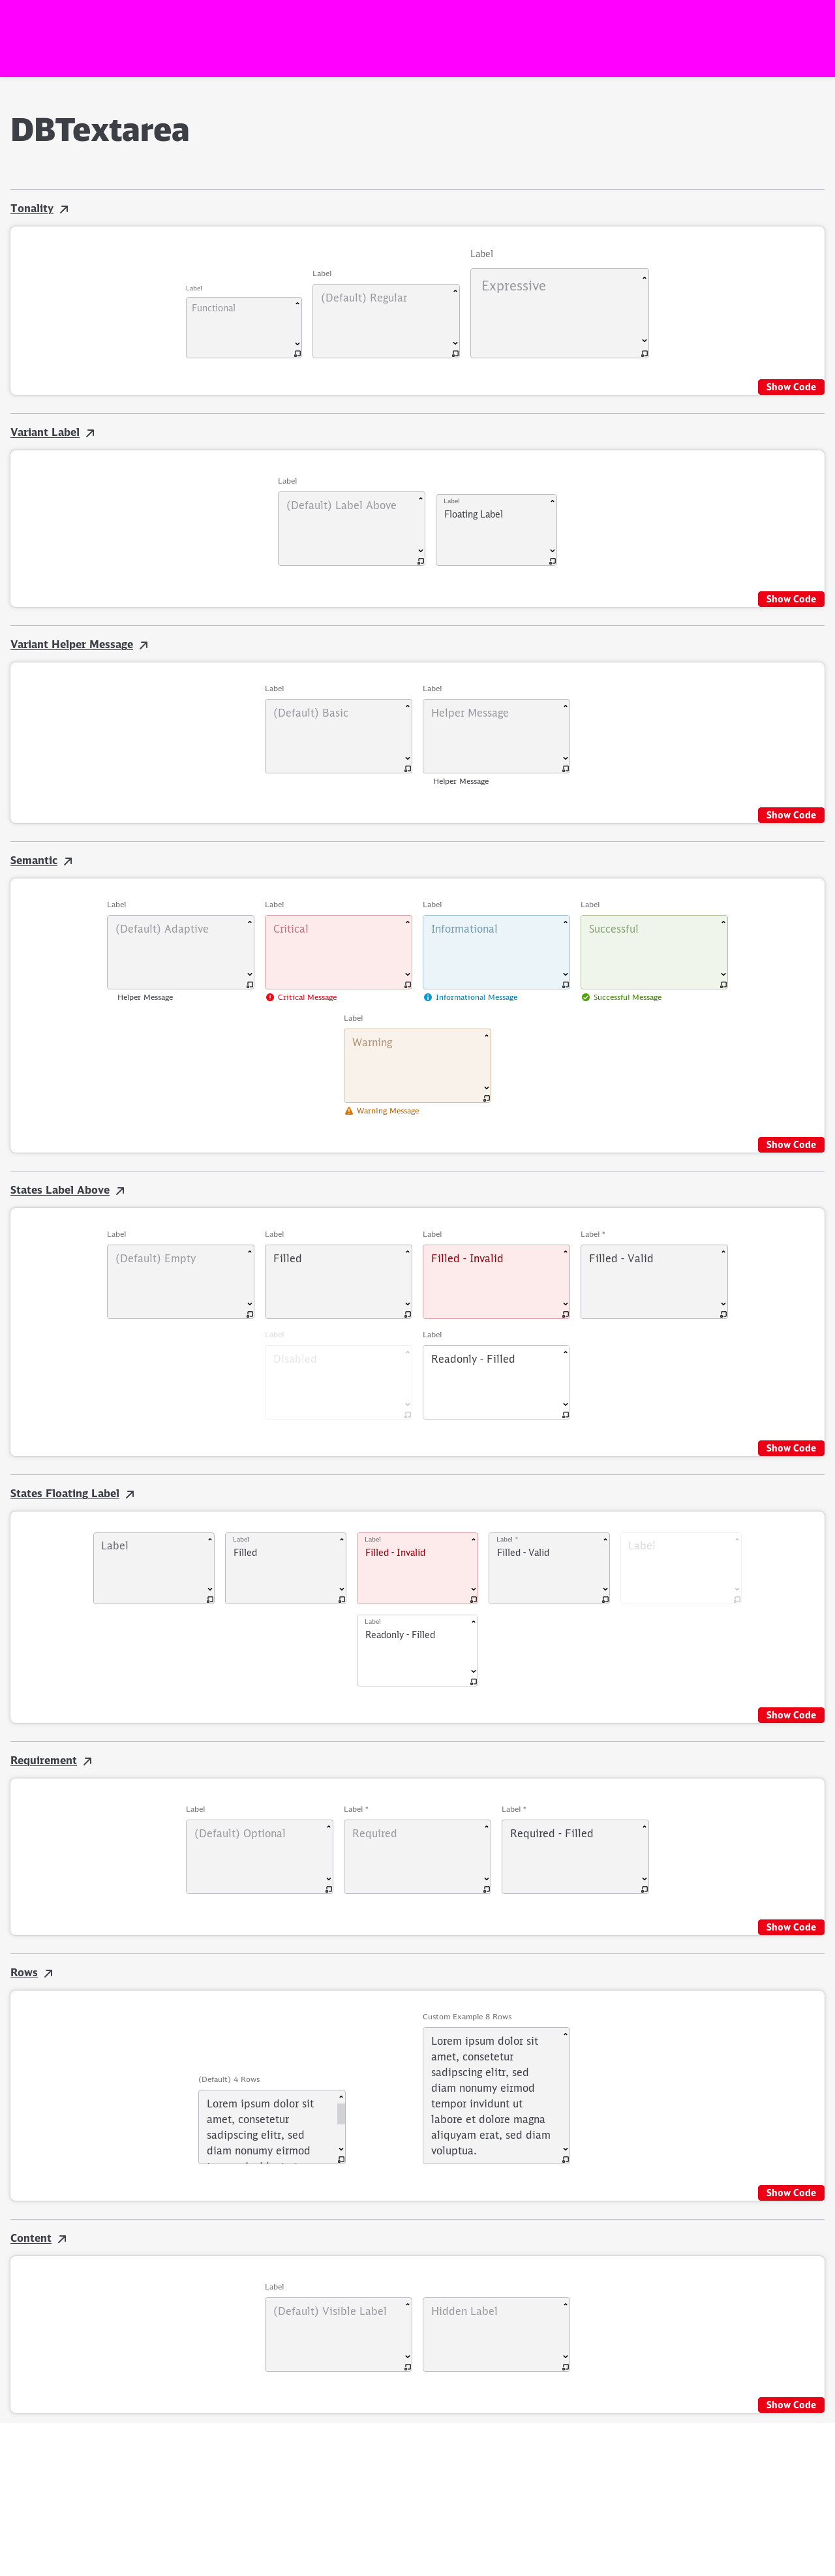 DBTextarea
Tonality
Label
Functional
Label
(Default) Regular
Label
Expressive
Show Code
Variant Label
Label
(Default) Label Above
Label
Floating Label
Show Code
Variant Helper Message
Label
(Default) Basic
Label
Helper Message
Helper Message
Show Code
Semantic
Label
(Default) Adaptive
Helper Message
Label
Critical
Critical Message
Label
Informational
Informational Message
Label
Successful
Successful Message
Label
Warning
Warning Message
Show Code
States Label Above
Label
(Default) Empty
Label
Filled
Label
Filled - Invalid
Label *
Filled - Valid
Label
Disabled
Label
Readonly - Filled
Show Code
States Floating Label
Label
Label
Filled
Label
Filled - Invalid
Label *
Filled - Valid
Label
Label
Readonly - Filled
Show Code
Requirement
Label
(Default) Optional
Label *
Required
Label *
Required - Filled
Show Code
Rows
(Default) 4 Rows
Lorem ipsum dolor sit
amet, consetetur
sadipscing elitr, sed
diam nonumy eirmod
Custom Example 8 Rows
Lorem ipsum dolor sit
amet, consetetur
sadipscing elitr, sed
diam nonumy eirmod
tempor invidunt ut
labore et dolore magna
aliquyam erat, sed diam
voluptua.
Show Code
Content
Label
(Default) Visible Label
Hidden Label
Show Code